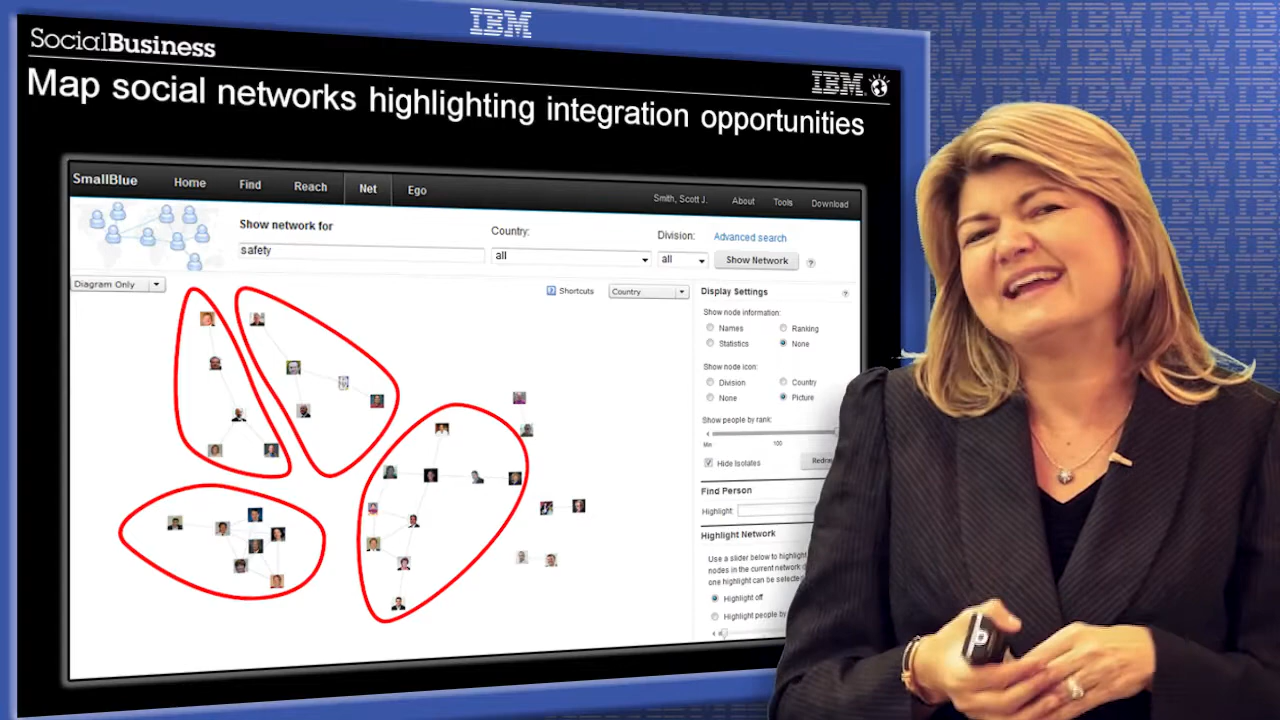 IBM
SocialBusiness
IBM
Map social networks highlighting integration opportunities
SmallBlue Home Find Reach Net Ego Smith, Scott J. About Tools Download
Show network for Country: Division: Advanced search
safety all all Show Network ?
Diagram Only Shortcuts Country Display Settings ?
Show node information:
Names Ranking
Statistics None
Show node icon:
Division Country
None Picture
Show people by rank:
Min 100
Hide Isolates
Find Person
Highlight:
Highlight Network
Use a slider below to highlight
nodes in the current network
one highlight can be
Highlight off
Highlight people by